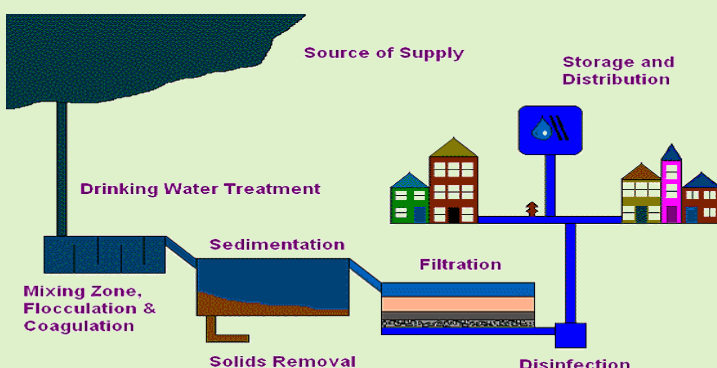 Source of Supply
Storage and
Distribution
Drinking Water Treatment
Sedimentation
Filtration
Mixing Zone,
Flocculation &
Coagulation
Solids Removal
Disinfection